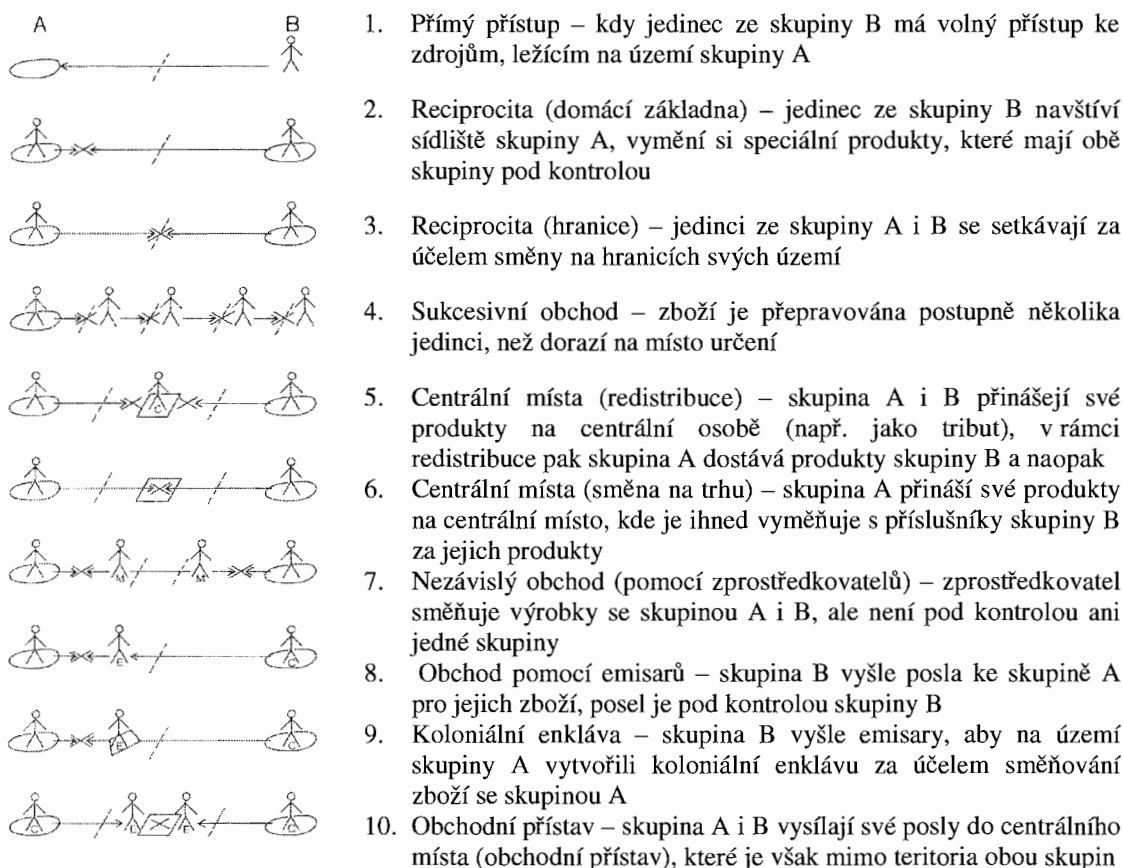 A B
1. Přímý přístup – kdy jedinec ze skupiny B má volný přístup ke
zdrojům, ležícím na území skupiny A
2. Reciprocita (domácí základna) – jedinec ze skupiny B navštíví
sídliště skupiny A, vymění si speciální produkty, které mají obě
skupiny pod kontrolou
3. Reciprocita (hranice) – jedinci ze skupiny A i B se setkávají za
účelem směny na hranicích svých území
4. Sukcesivní obchod – zboží je přepravována postupně několika
jedinci, než dorazí na místo určení
C
5. Centrální místa (redistribuce) – skupina A i B přinášejí své
produkty na centrální osobě (např. jako tribut), v rámci
redistribuce pak skupina A dostává produkty skupiny B a naopak
6. Centrální místa (směna na trhu) – skupina A přináší své produkty
na centrální místo, kde je ihned vyměňuje s příslušníky skupiny B
za jejich produkty
M M
7. Nezávislý obchod (pomocí zprostředkovatelů) – zprostředkovatel
směňuje výrobky se skupinou A i B, ale není pod kontrolou ani
jedné skupiny
E C
8. Obchod pomocí emisarů – skupina B vyšle posla ke skupině A
pro jejich zboží, posel je pod kontrolou skupiny B
E C
9. Koloniální enkláva – skupina B vyšle emisary, aby na území
skupiny A vytvořili koloniální enklávu za účelem směňování
zboží se skupinou A
C E C
10. Obchodní přístav – skupina A i B vysílají své posly do centrálního
místa (obchodní přístav), které je však mimo teritoria obou skupin